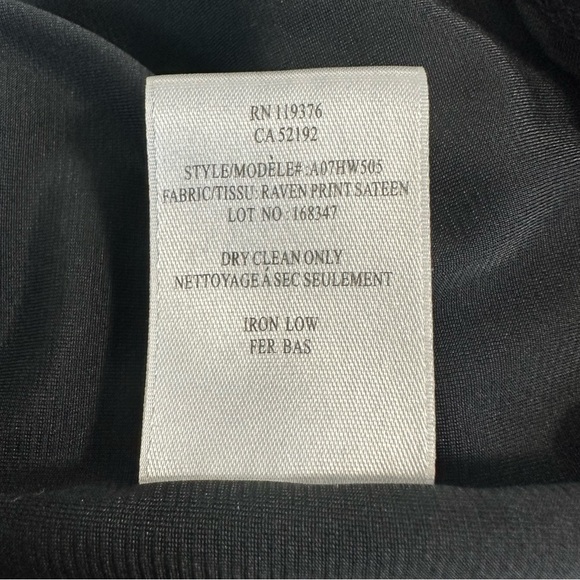 RN 119376
CA 52192
STYLE/MODÈLE# :A07HW505
FABRIC/TISSU: RAVEN PRINT SATEEN
LOT NO : 168347
DRY CLEAN ONLY
NETTOYAGE Á SEC SEULEMENT
IRON LOW
FER BAS